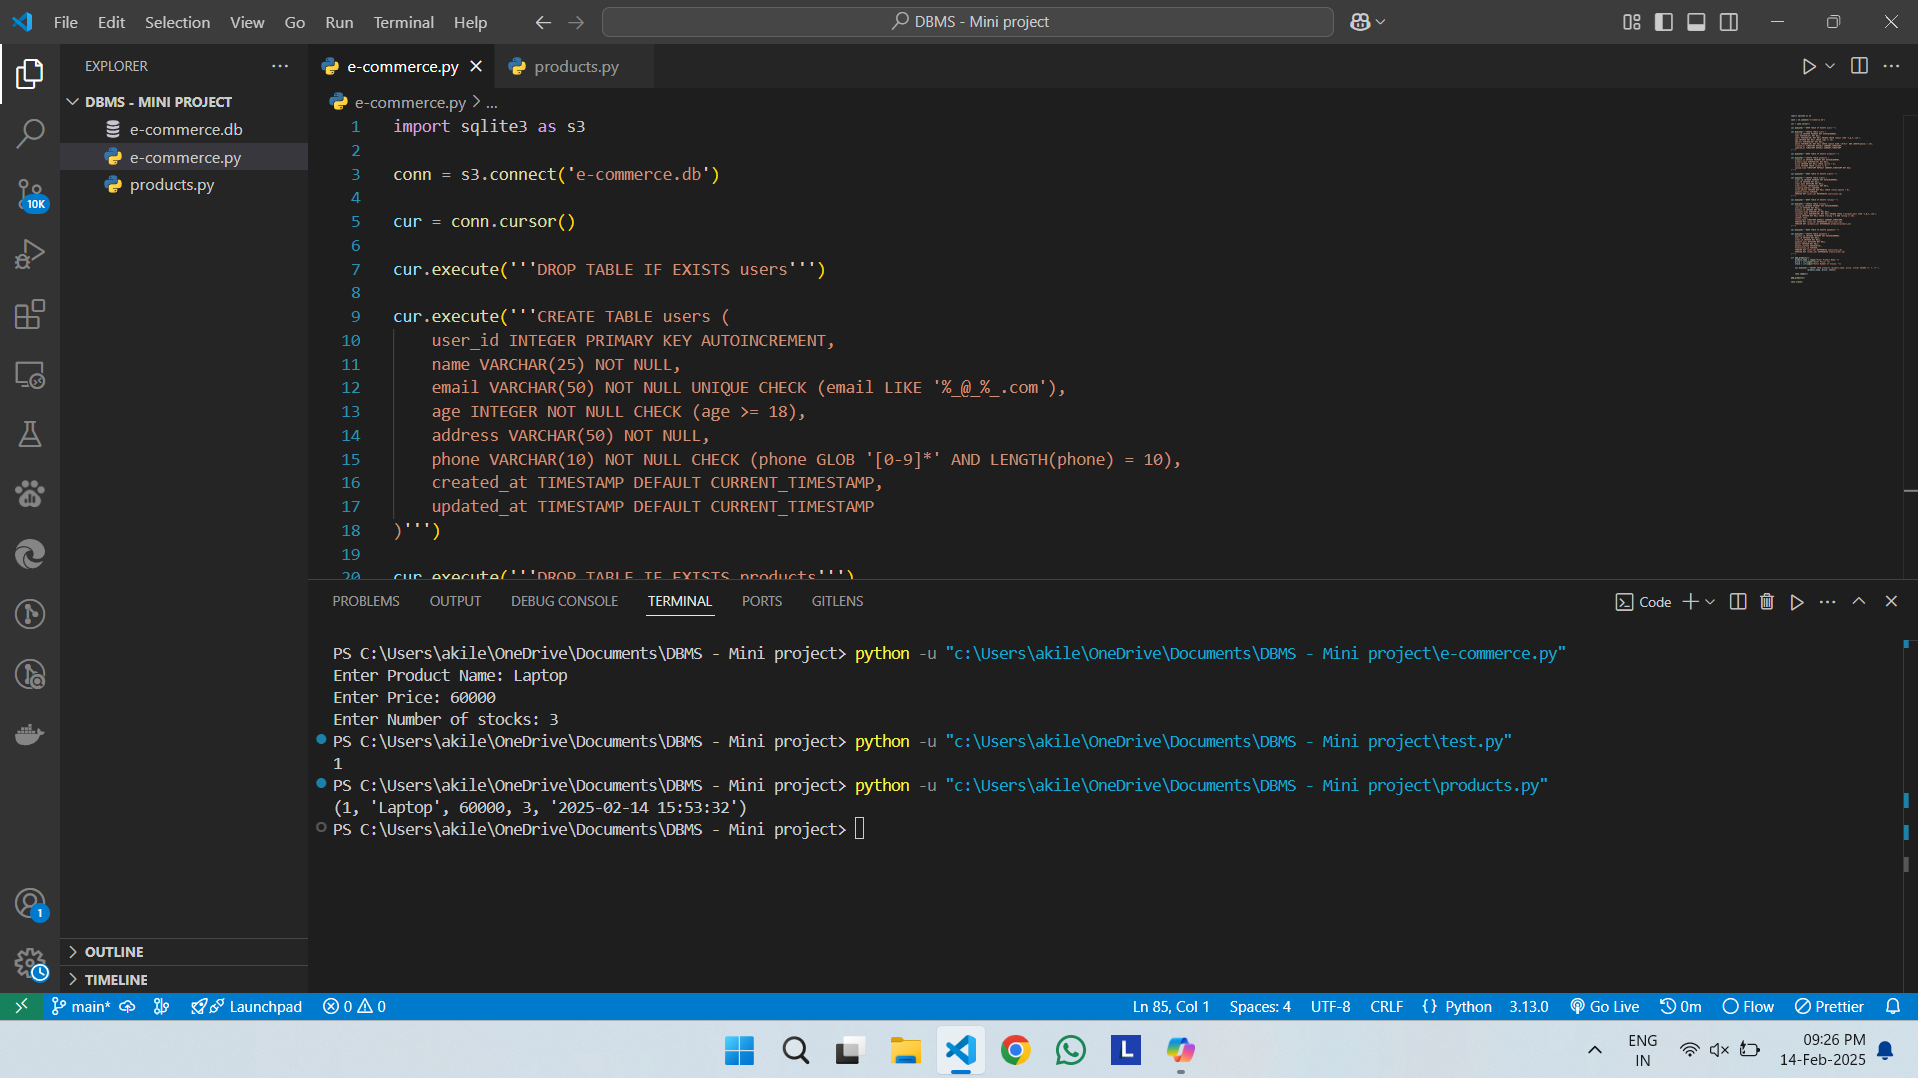 File Edit Selection View Go Run Terminal Help
DBMS - Mini project
EXPLORER
DBMS - MINI PROJECT
e-commerce.db
e-commerce.py
products.py
10K
1
OUTLINE
TIMELINE
e-commerce.py products.py
e-commerce.py > ...
1 import sqlite3 as s3
2
3 conn = s3.connect('e-commerce.db')
4
5 cur = conn.cursor()
6
7 cur.execute('''DROP TABLE IF EXISTS users''')
8
9 cur.execute('''CREATE TABLE users (
10 user_id INTEGER PRIMARY KEY AUTOINCREMENT,
11 name VARCHAR(25) NOT NULL,
12 email VARCHAR(50) NOT NULL UNIQUE CHECK (email LIKE '%_@_%_.com'),
13 age INTEGER NOT NULL CHECK (age >= 18),
14 address VARCHAR(50) NOT NULL,
15 phone VARCHAR(10) NOT NULL CHECK (phone GLOB '[0-9]*' AND LENGTH(phone) = 10),
16 created_at TIMESTAMP DEFAULT CURRENT_TIMESTAMP,
17 updated_at TIMESTAMP DEFAULT CURRENT_TIMESTAMP
18 )''')
19
20 cur.execute('''DROP TABLE IF EXISTS products''')
PROBLEMS OUTPUT DEBUG CONSOLE TERMINAL PORTS GITLENS
Code
PS C:\Users\akile\OneDrive\Documents\DBMS - Mini project> python -u "c:\Users\akile\OneDrive\Documents\DBMS - Mini project\e-commerce.py"
Enter Product Name: Laptop
Enter Price: 60000
Enter Number of stocks: 3
PS C:\Users\akile\OneDrive\Documents\DBMS - Mini project> python -u "c:\Users\akile\OneDrive\Documents\DBMS - Mini project\test.py"
1
PS C:\Users\akile\OneDrive\Documents\DBMS - Mini project> python -u "c:\Users\akile\OneDrive\Documents\DBMS - Mini project\products.py"
(1, 'Laptop', 60000, 3, '2025-02-14 15:53:32')
PS C:\Users\akile\OneDrive\Documents\DBMS - Mini project>
main* Launchpad 0 0 Ln 85, Col 1 Spaces: 4 UTF-8 CRLF {} Python 3.13.0 Go Live 0m Flow Prettier
L
ENG
IN
09:26 PM
14-Feb-2025